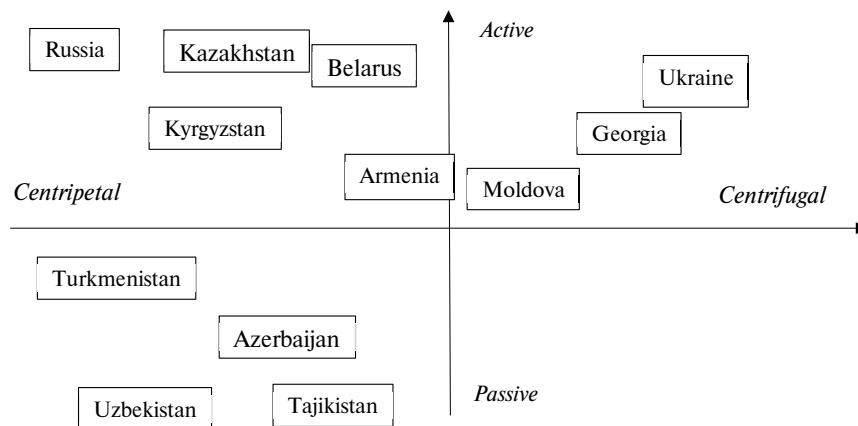 Russia
Kazakhstan
Belarus
Active
Ukraine
Kyrgyzstan
Georgia
Armenia
Moldova
Centripetal
Centrifugal
Turkmenistan
Azerbaijan
Uzbekistan
Tajikistan
Passive